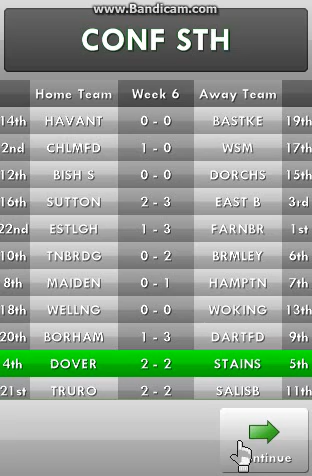 www.Bandicam.com
CONF STH
Home Team Week 6 Away Team
14th HAVANT 0 - 0 BASTKE 19th
2nd CHLMFD 1 - 0 WSM 17th
12th BISH S 0 - 0 DORCHS 15th
16th SUTTON 2 - 3 EAST B 3rd
22nd ESTLGH 1 - 3 FARNBR 1st
10th TNBRDG 0 - 2 BRMLEY 6th
8th MAIDEN 0 - 1 HAMPTN 7th
18th WELLNG 0 - 0 WOKING 13th
20th BORHAM 1 - 3 DARTFD 9th
4th DOVER 2 - 2 STAINS 5th
21st TRURO 2 - 2 SALISB 11th